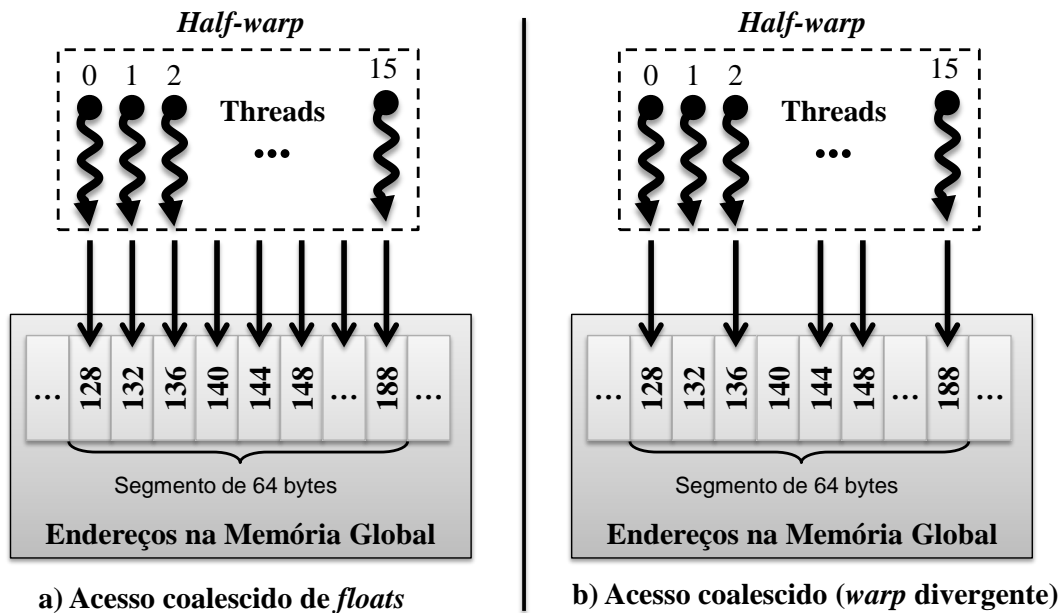 Half-warp
0 1 2 15
Threads
...
... 128 132 136 140 144 148 ... 188 ...
Segmento de 64 bytes
Endereços na Memória Global
a) Acesso coalescido de floats
Half-warp
0 1 2 15
Threads
...
... 128 132 136 140 144 148 ... 188 ...
Segmento de 64 bytes
Endereços na Memória Global
b) Acesso coalescido (warp divergente)